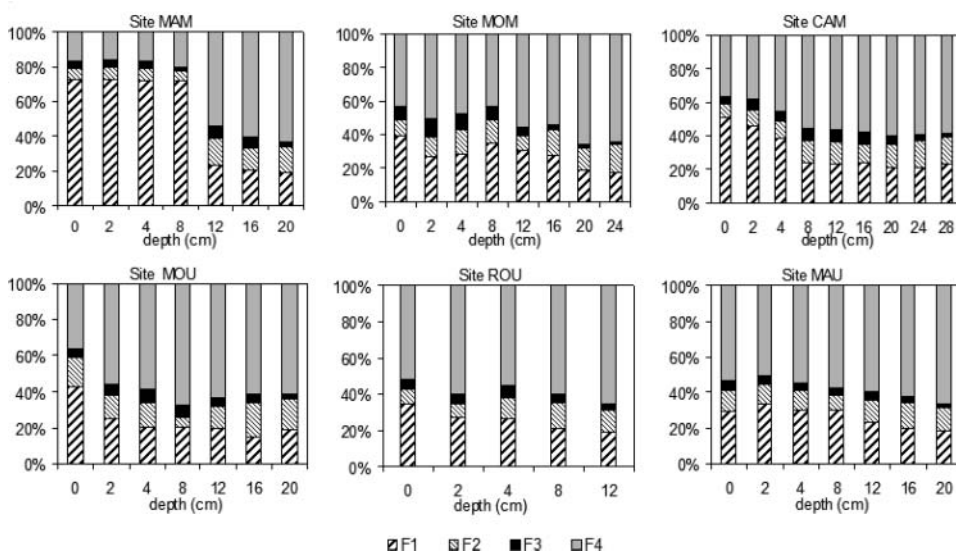 Site MAM
100%
80%
60%
40%
20%
0%
0 2 4 8 12 16 20
depth (cm)
Site MOM
100%
80%
60%
40%
20%
0%
0 2 4 8 12 16 20 24
depth (cm)
Site CAM
100%
80%
60%
40%
20%
0%
0 2 4 8 12 16 20 24 28
depth (cm)
Site MOU
100%
80%
60%
40%
20%
0%
0 2 4 8 12 16 20
depth (cm)
Site ROU
100%
80%
60%
40%
20%
0%
0 2 4 8 12
depth (cm)
Site MAU
100%
80%
60%
40%
20%
0%
0 2 4 8 12 16 20
depth (cm)
F1 F2 F3 F4